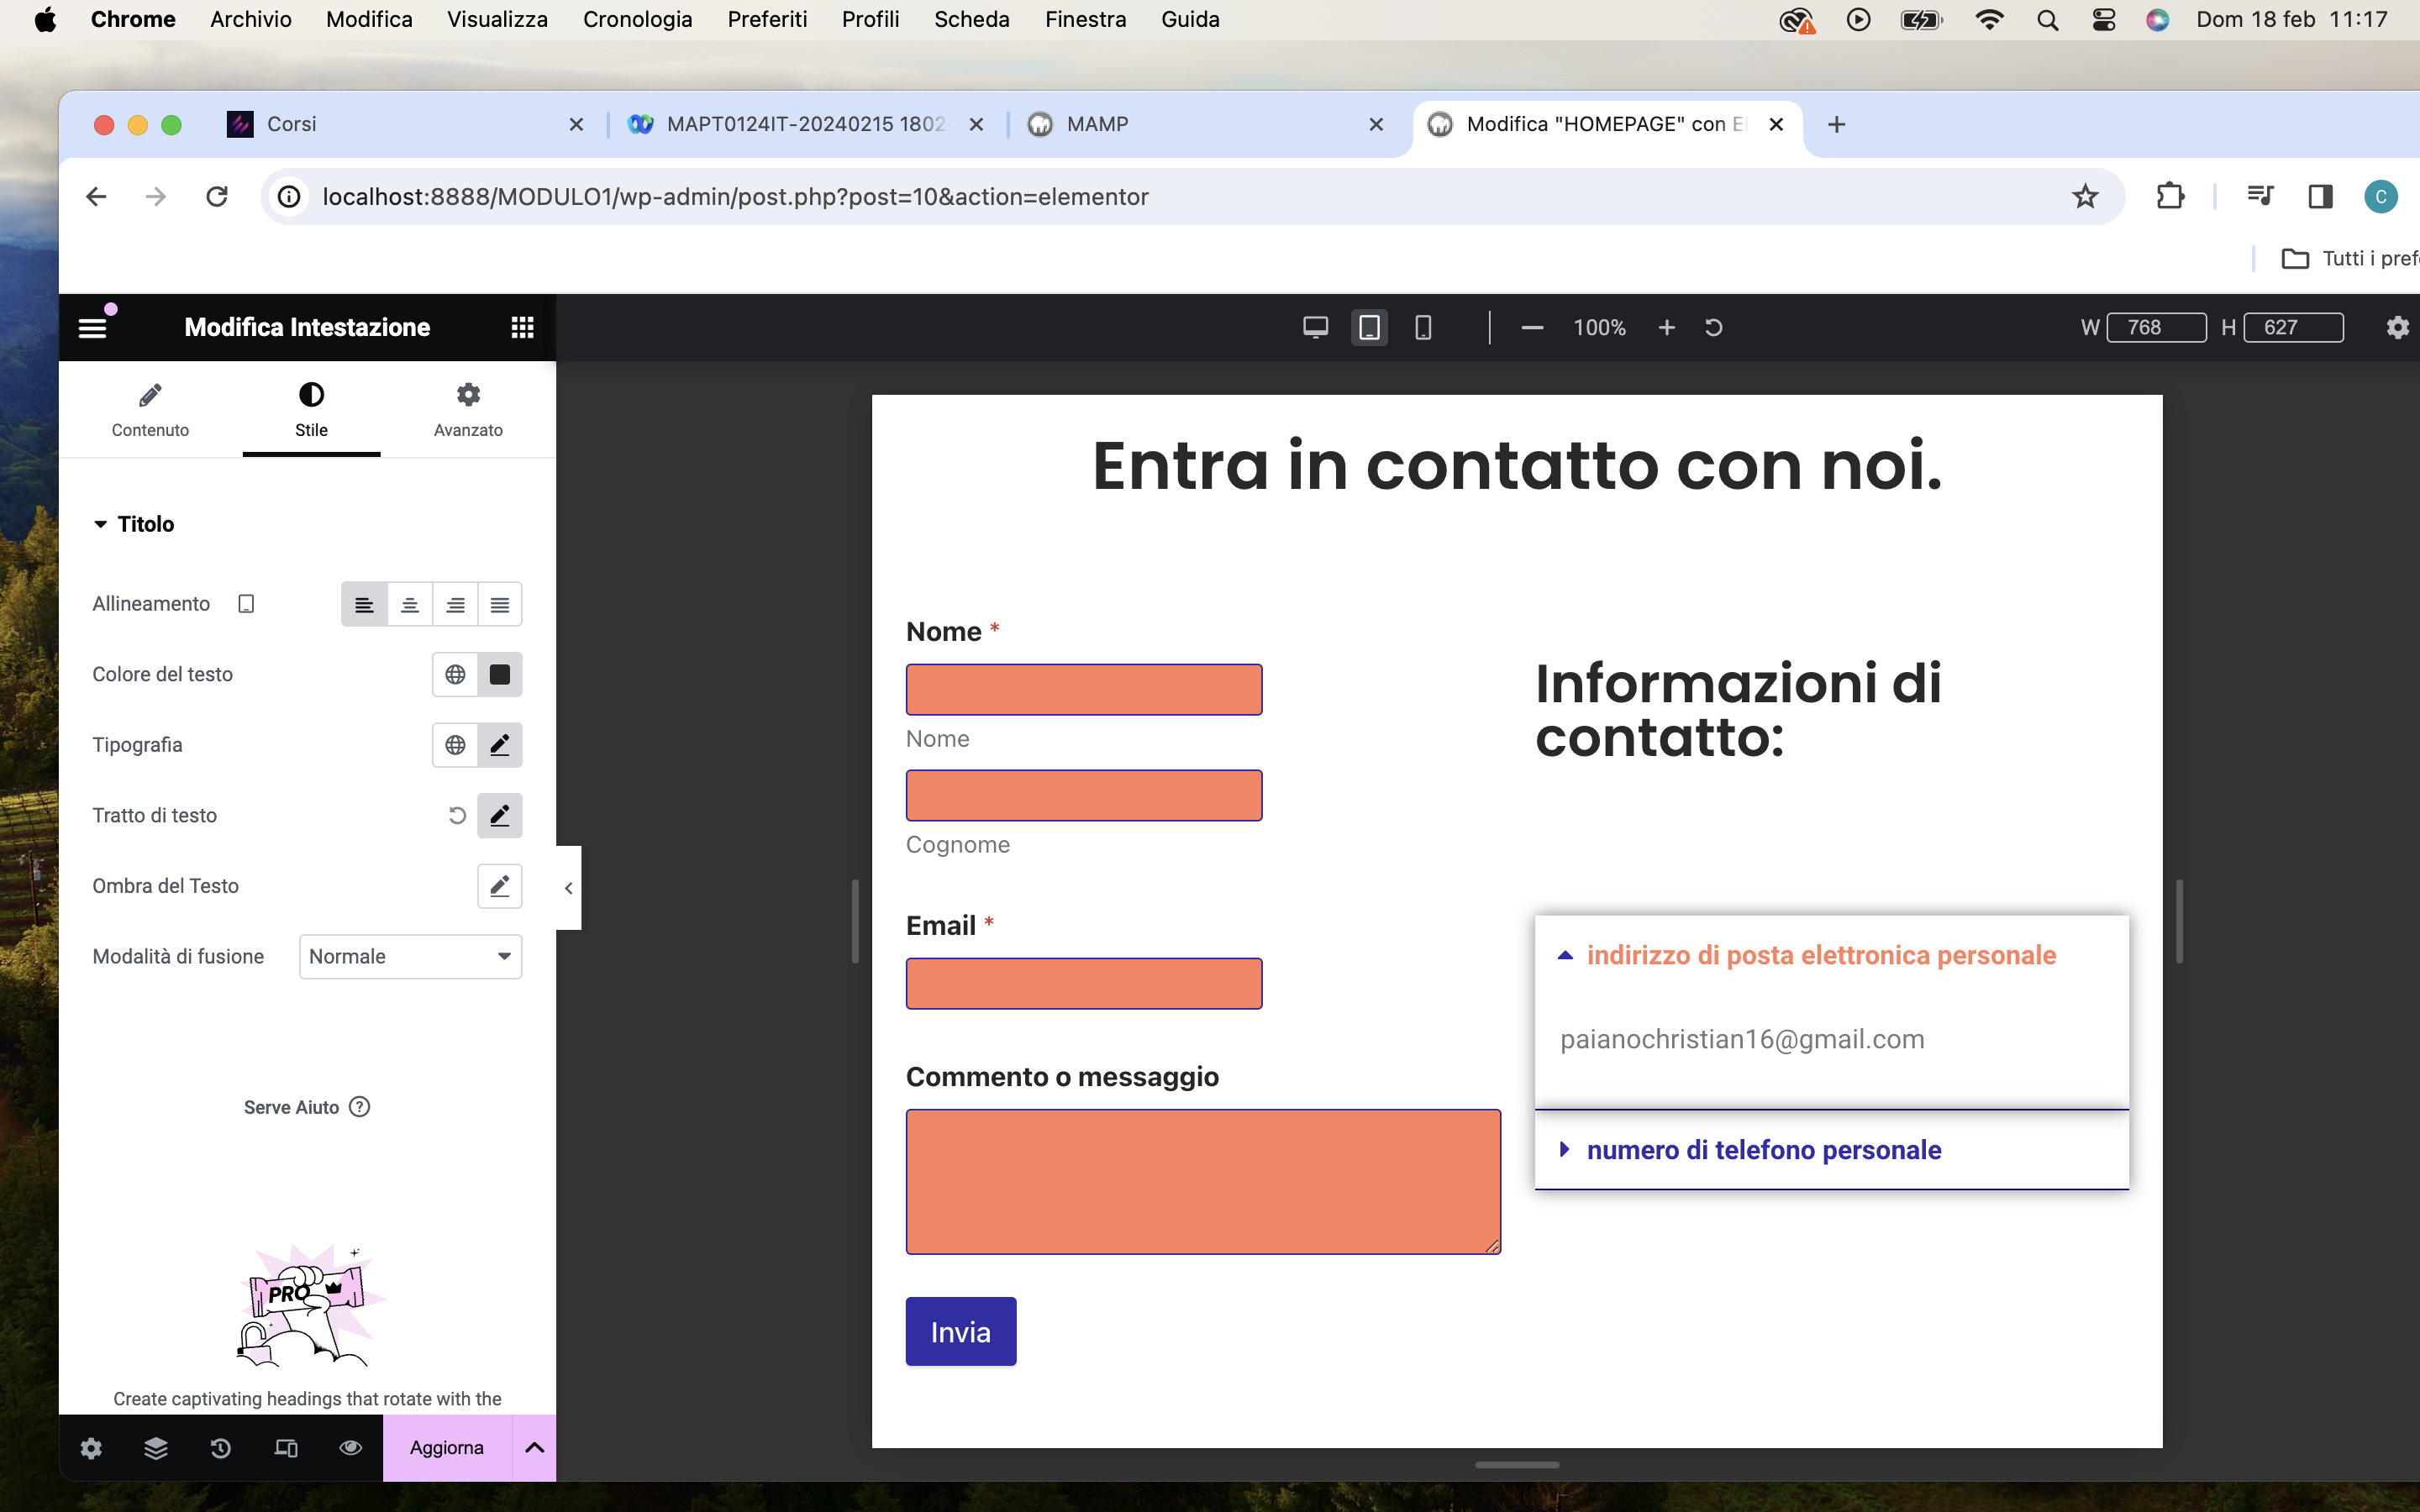 Chrome Archivio Modifica Visualizza Cronologia Preferiti Profili Scheda Finestra Guida Dom 18 feb 11:17
Corsi MAPT0124IT-20240215 1802 MAMP Modifica "HOMEPAGE" con El
localhost:8888/MODULO1/wp-admin/post.php?post=10&action=elementor C
Tutti i pref
Modifica Intestazione 100% W 768 H 627
Contenuto Stile Avanzato
Titolo
Allineamento
Colore del testo
Tipografia
Tratto di testo
Ombra del Testo
Modalità di fusione Normale
Serve Aiuto ?
PRO
Create captivating headings that rotate with the
Aggiorna
Entra in contatto con noi.
Nome *
Nome
Cognome
Email *
Commento o messaggio
Invia
Informazioni di
contatto:
indirizzo di posta elettronica personale
paianochristian16@gmail.com
numero di telefono personale